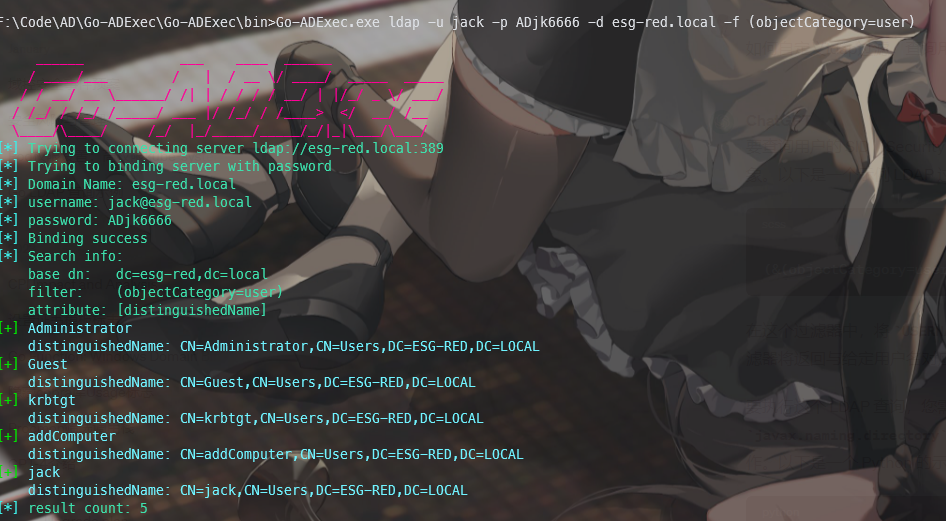 F:\Code\AD\Go-ADExec\Go-ADExec\bin>Go-ADExec.exe ldap -u jack -p ADjk6666 -d esg-red.local -f (objectCategory=user)
[*] Trying to connecting server ldap://esg-red.local:389
[*] Trying to binding server with password
[*] Domain Name: esg-red.local
[*] username: jack@esg-red.local
[*] password: ADjk6666
[*] Binding success
[*] Search info:
base dn: dc=esg-red,dc=local
filter: (objectCategory=user)
attribute: [distinguishedName]
[+] Administrator
distinguishedName: CN=Administrator,CN=Users,DC=ESG-RED,DC=LOCAL
[+] Guest
distinguishedName: CN=Guest,CN=Users,DC=ESG-RED,DC=LOCAL
[+] krbtgt
distinguishedName: CN=krbtgt,CN=Users,DC=ESG-RED,DC=LOCAL
[+] addComputer
distinguishedName: CN=addComputer,CN=Users,DC=ESG-RED,DC=LOCAL
[+] jack
distinguishedName: CN=jack,CN=Users,DC=ESG-RED,DC=LOCAL
[*] result count: 5